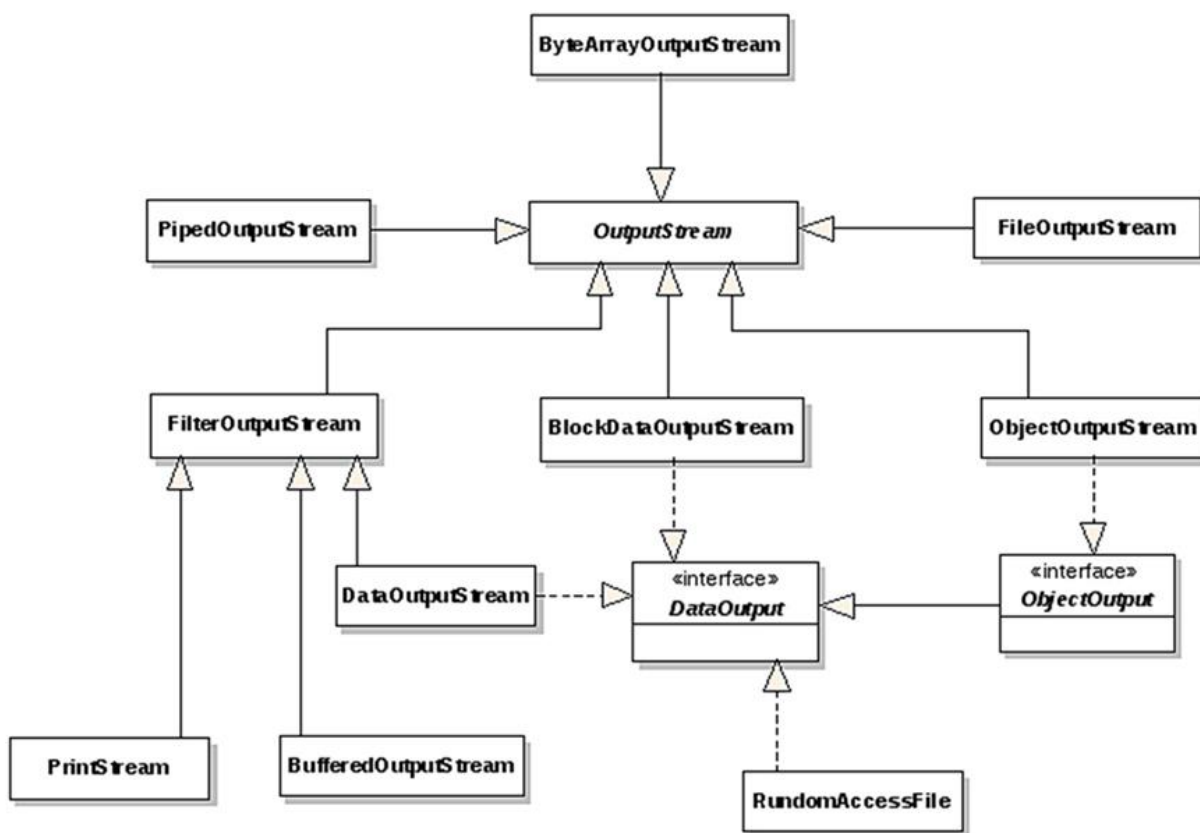 ByteArrayOutputStream
PipedOutputStream
OutputStream
FileOutputStream
FilterOutputStream
BlockDataOutputStream
ObjectOutputStream
DataOutputStream
«interface»
DataOutput
«interface»
ObjectOutput
PrintStream
BufferedOutputStream
RundomAccessFile